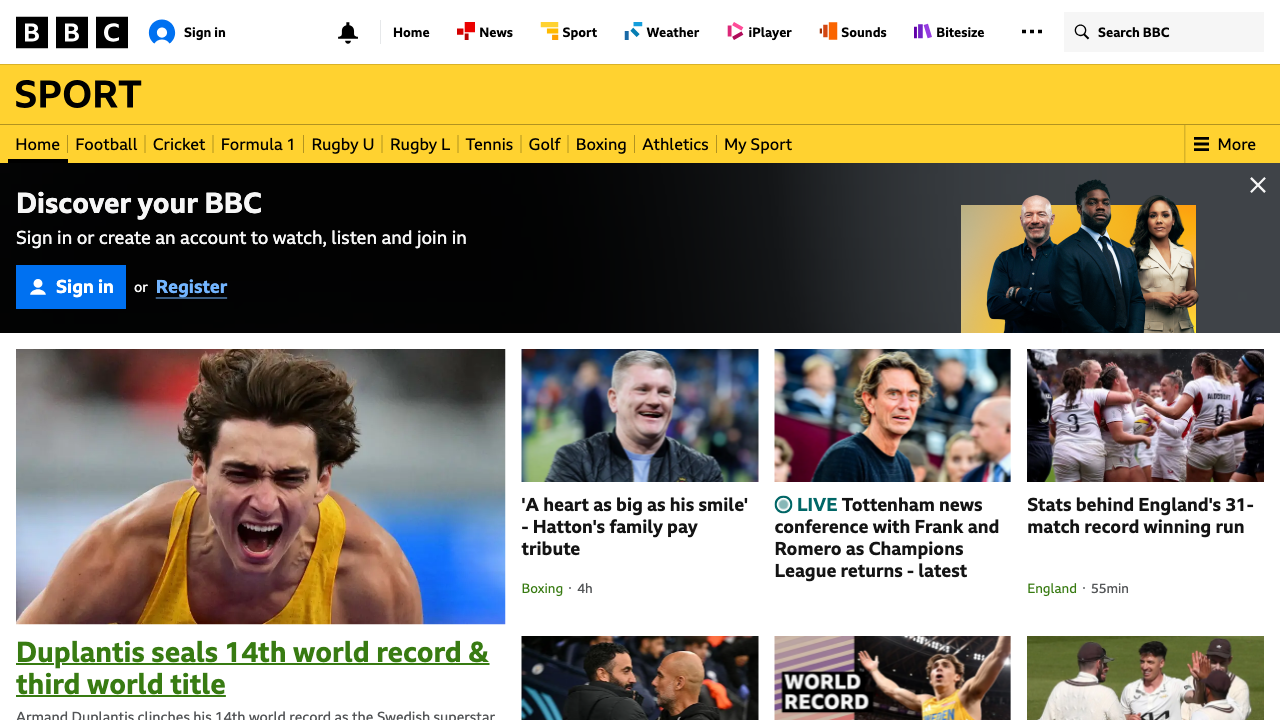 BBC
Sign in
Home
News
Sport
Weather
iPlayer
Sounds
Bitesize
Search BBC
SPORT
Home
Football
Cricket
Formula 1
Rugby U
Rugby L
Tennis
Golf
Boxing
Athletics
My Sport
More
Discover your BBC
Sign in or create an account to watch, listen and join in
Sign in or Register
Duplantis seals 14th world record &
third world title
Armand Duplantis clinches his 14th world record as the Swedish superstar
'A heart as big as his smile'
- Hatton's family pay
tribute
Boxing · 4h
LIVE Tottenham news
conference with Frank and
Romero as Champions
League returns - latest
3
8
Stats behind England's 31-
match record winning run
England · 55min
WORLD
RECORD